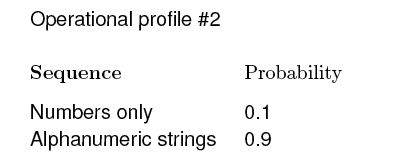 Operational profile #2
Sequence Probability
Numbers only 0.1
Alphanumeric strings 0.9